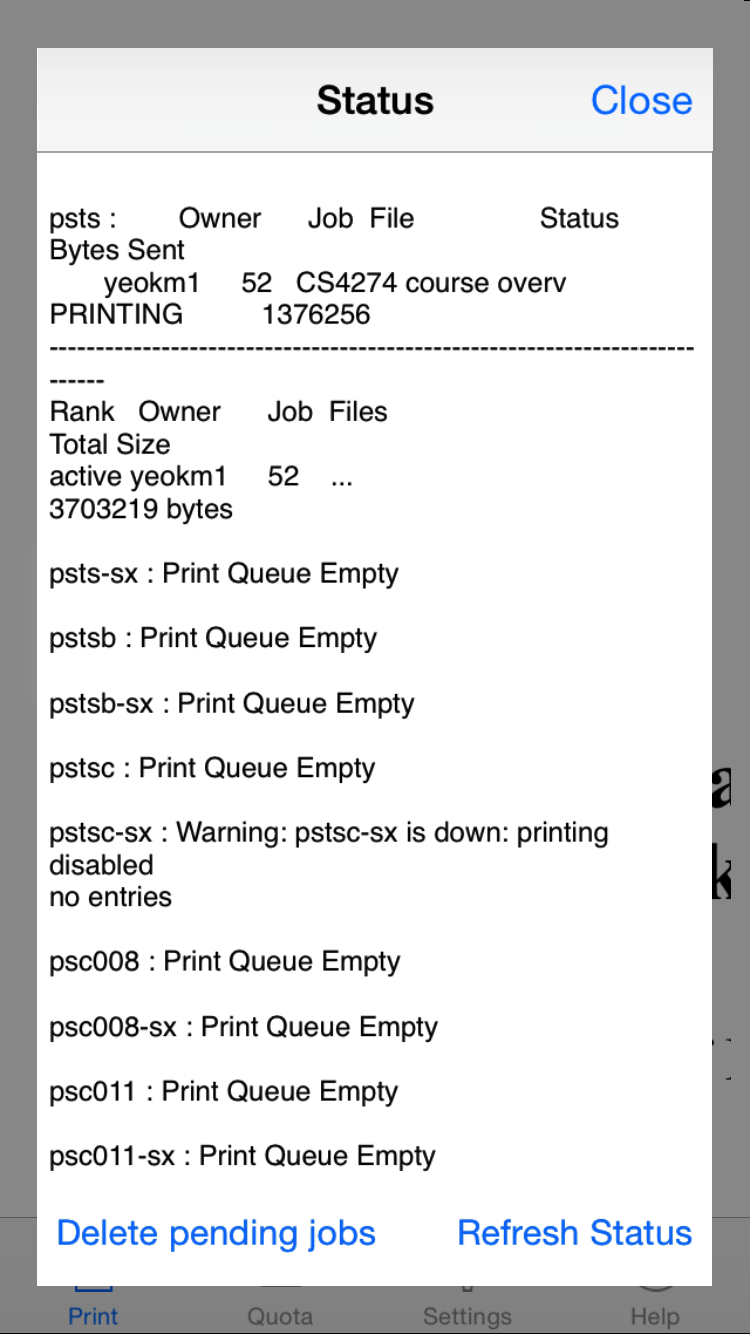 Status
Close
psts : Owner Job File Status
Bytes Sent
yeokm1 52 CS4274 course overv
PRINTING 1376256
---------------------------------------------------------------------
------
Rank Owner Job Files
Total Size
active yeokm1 52 ...
3703219 bytes
psts-sx : Print Queue Empty
pstsb : Print Queue Empty
pstsb-sx : Print Queue Empty
pstsc : Print Queue Empty
pstsc-sx : Warning: pstsc-sx is down: printing
disabled
no entries
psc008 : Print Queue Empty
psc008-sx : Print Queue Empty
psc011 : Print Queue Empty
psc011-sx : Print Queue Empty
Delete pending jobs
Refresh Status
Print
Quota
Settings
Help